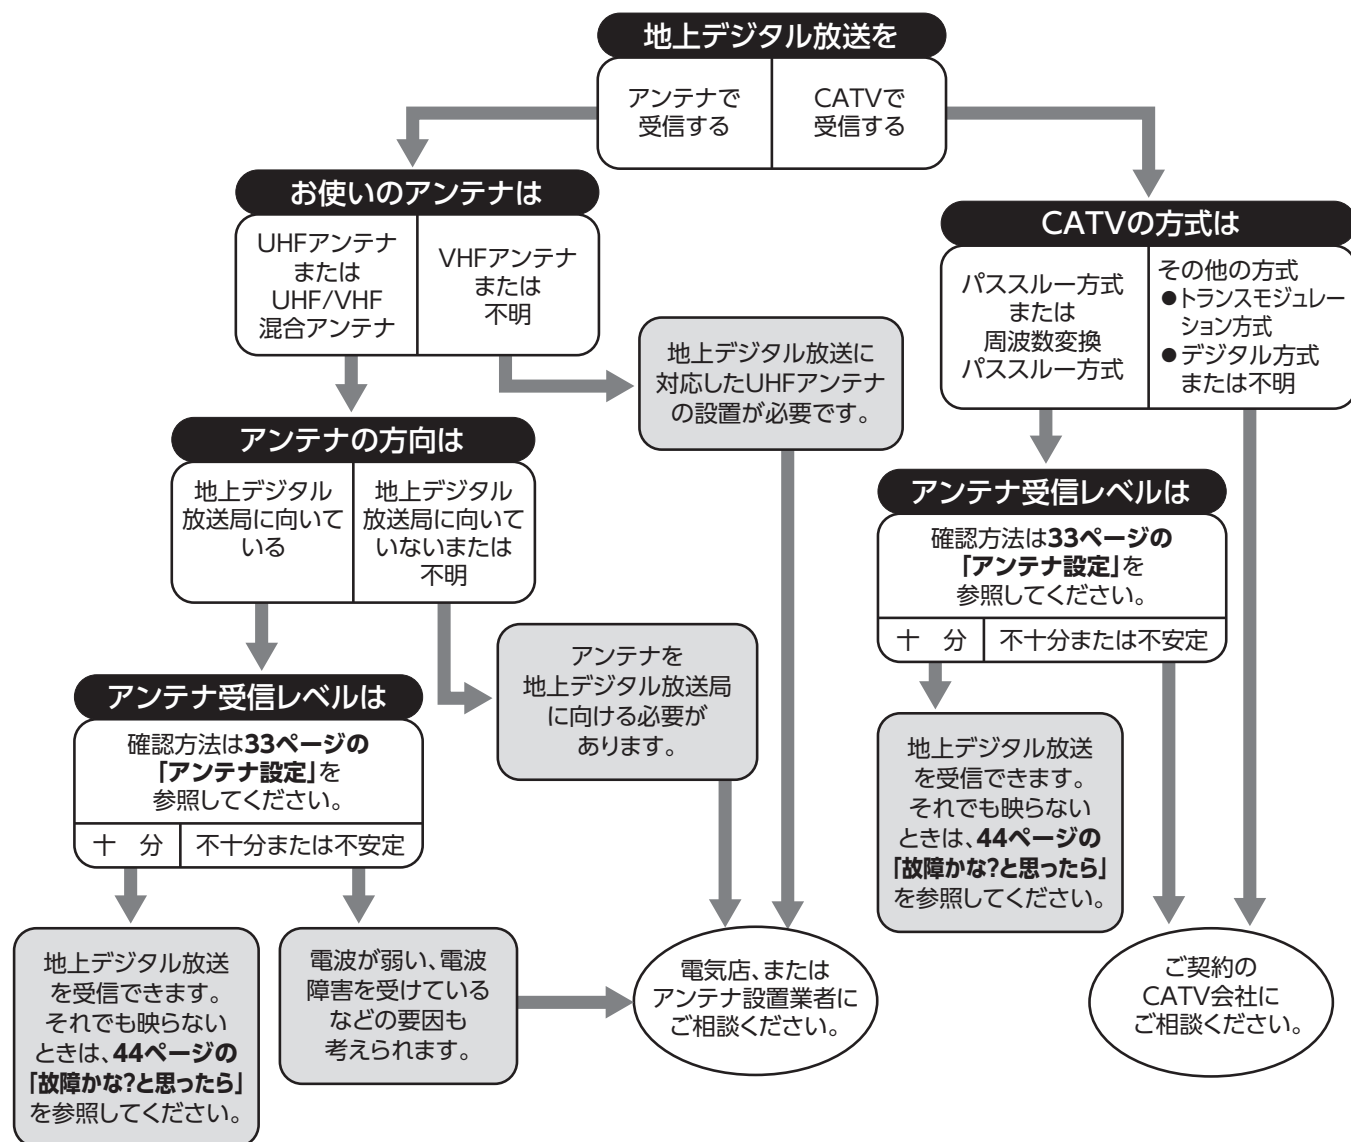 地上デジタル放送を
アンテナで
受信する
CATVで
受信する
お使いのアンテナは
UHFアンテナ
または
UHF/VHF
混合アンテナ
VHFアンテナ
または
不明
CATVの方式は
パススルー方式
または
周波数変換
パススルー方式
その他の方式
●トランスモジュレー
ション方式
●デジタル方式
または不明
地上デジタル放送に
対応したUHFアンテナ
の設置が必要です。
アンテナの方向は
地上デジタル
放送局に向いて
いる
地上デジタル
放送局に向いて
いないまたは
不明
アンテナ受信レベルは
確認方法は33ページの
「アンテナ設定」を
参照してください。
十　分
不十分または不安定
アンテナを
地上デジタル放送局
に向ける必要が
あります。
アンテナ受信レベルは
確認方法は33ページの
「アンテナ設定」を
参照してください。
十　分
不十分または不安定
地上デジタル放送
を受信できます。
それでも映らない
ときは、44ページの
「故障かな?と思ったら」
を参照してください。
地上デジタル放送
を受信できます。
それでも映らない
ときは、44ページの
「故障かな?と思ったら」
を参照してください。
電波が弱い、電波
障害を受けている
などの要因も
考えられます。
電気店、または
アンテナ設置業者に
ご相談ください。
ご契約の
CATV会社に
ご相談ください。